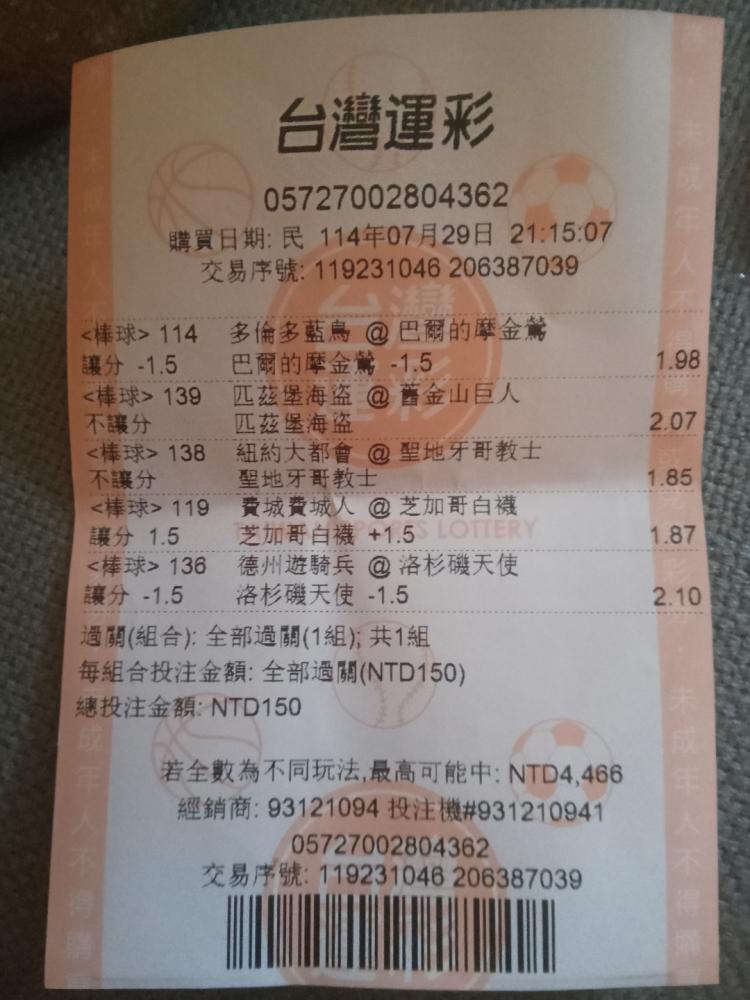 台灣運彩
05727002804362
購買日期: 民 114年07月29日 21:15:07
交易序號: 119231046 206387039
<棒球> 114 多倫多藍鳥 @ 巴爾的摩金鶯
讓分 -1.5 巴爾的摩金鶯 -1.5 1.98
<棒球> 139 匹茲堡海盜 @ 舊金山巨人
不讓分 匹茲堡海盜 2.07
<棒球> 138 紐約大都會 @ 聖地牙哥教士
不讓分 聖地牙哥教士 1.85
<棒球> 119 費城費城人 @ 芝加哥白襪
讓分 1.5 芝加哥白襪 +1.5 1.87
<棒球> 136 德州遊騎兵 @ 洛杉磯天使
讓分 -1.5 洛杉磯天使 -1.5 2.10
過關(組合): 全部過關(1組); 共1組
每組合投注金額: 全部過關(NTD150)
總投注金額: NTD150
若全數為不同玩法,最高可能中: NTD4,466
經銷商: 93121094 投注機#931210941
05727002804362
交易序號: 119231046 206387039